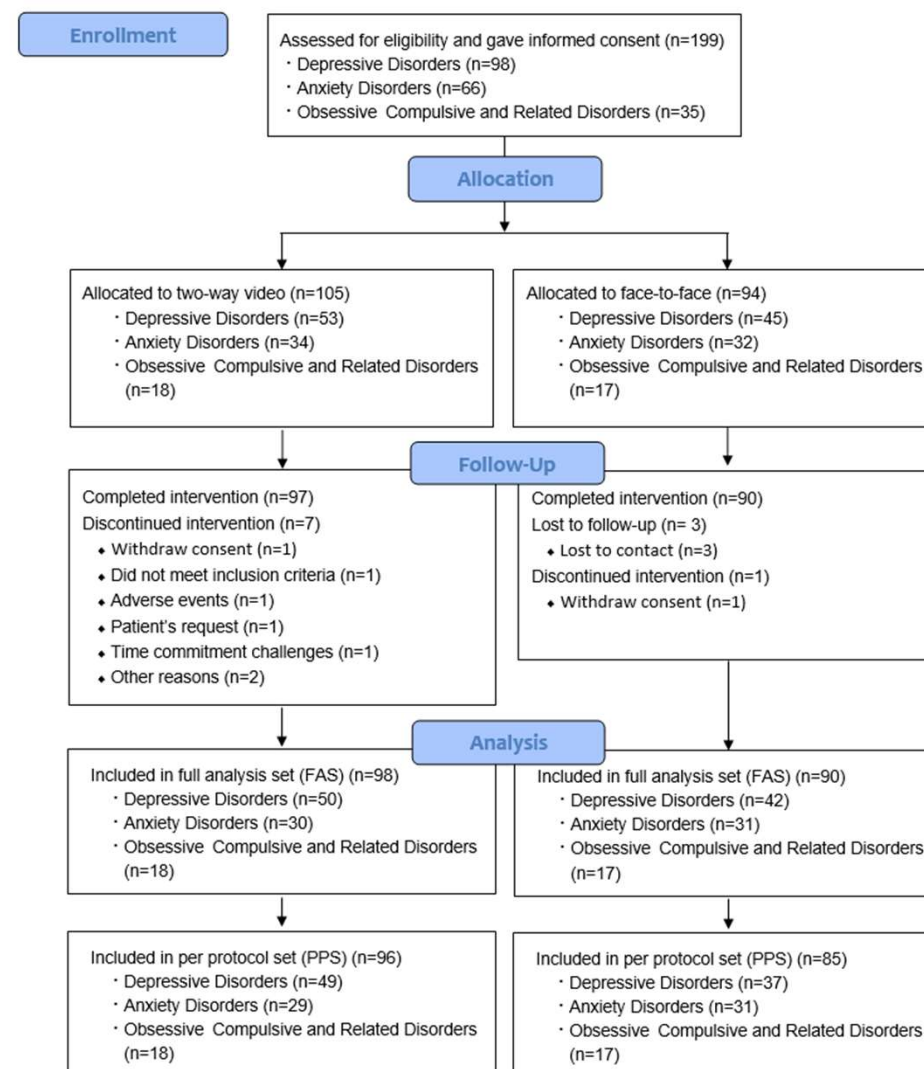 Enrollment
Assessed for eligibility and gave informed consent (n=199)
· Depressive Disorders (n=98)
· Anxiety Disorders (n=66)
· Obsessive Compulsive and Related Disorders (n=35)
Allocation
Allocated to two-way video (n=105)
· Depressive Disorders (n=53)
· Anxiety Disorders (n=34)
· Obsessive Compulsive and Related Disorders
(n=18)
Allocated to face-to-face (n=94)
· Depressive Disorders (n=45)
· Anxiety Disorders (n=32)
· Obsessive Compulsive and Related Disorders
(n=17)
Follow-Up
Completed intervention (n=97)
Discontinued intervention (n=7)
⬥ Withdraw consent (n=1)
⬥ Did not meet inclusion criteria (n=1)
⬥ Adverse events (n=1)
⬥ Patient's request (n=1)
⬥ Time commitment challenges (n=1)
⬥ Other reasons (n=2)
Completed intervention (n=90)
Lost to follow-up (n= 3)
⬥ Lost to contact (n=3)
Discontinued intervention (n=1)
⬥ Withdraw consent (n=1)
Analysis
Included in full analysis set (FAS) (n=98)
· Depressive Disorders (n=50)
· Anxiety Disorders (n=30)
· Obsessive Compulsive and Related Disorders
(n=18)
Included in full analysis set (FAS) (n=90)
· Depressive Disorders (n=42)
· Anxiety Disorders (n=31)
· Obsessive Compulsive and Related Disorders
(n=17)
Included in per protocol set (PPS) (n=96)
· Depressive Disorders (n=49)
· Anxiety Disorders (n=29)
· Obsessive Compulsive and Related Disorders
(n=18)
Included in per protocol set (PPS) (n=85)
· Depressive Disorders (n=37)
· Anxiety Disorders (n=31)
· Obsessive Compulsive and Related Disorders
(n=17)